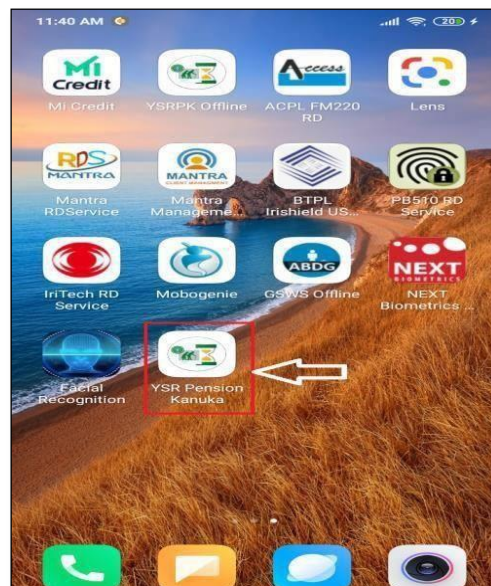 11:40 AM
20
Mi
Credit
Access
Mi Credit
YSRPK Offline
ACPL FM220
RD
Lens
RDS
MANTRA
MANTRA
Mantra
RDService
Mantra
Manageme...
BTPL
Irishield US...
PB510 RD
Service
ABDG
NEXT
BIOMETRICS
IriTech RD
Service
Mobogenie
GSWS Offline
NEXT
Biometrics ...
Facial
Recognition
YSR Pension
Kanuka